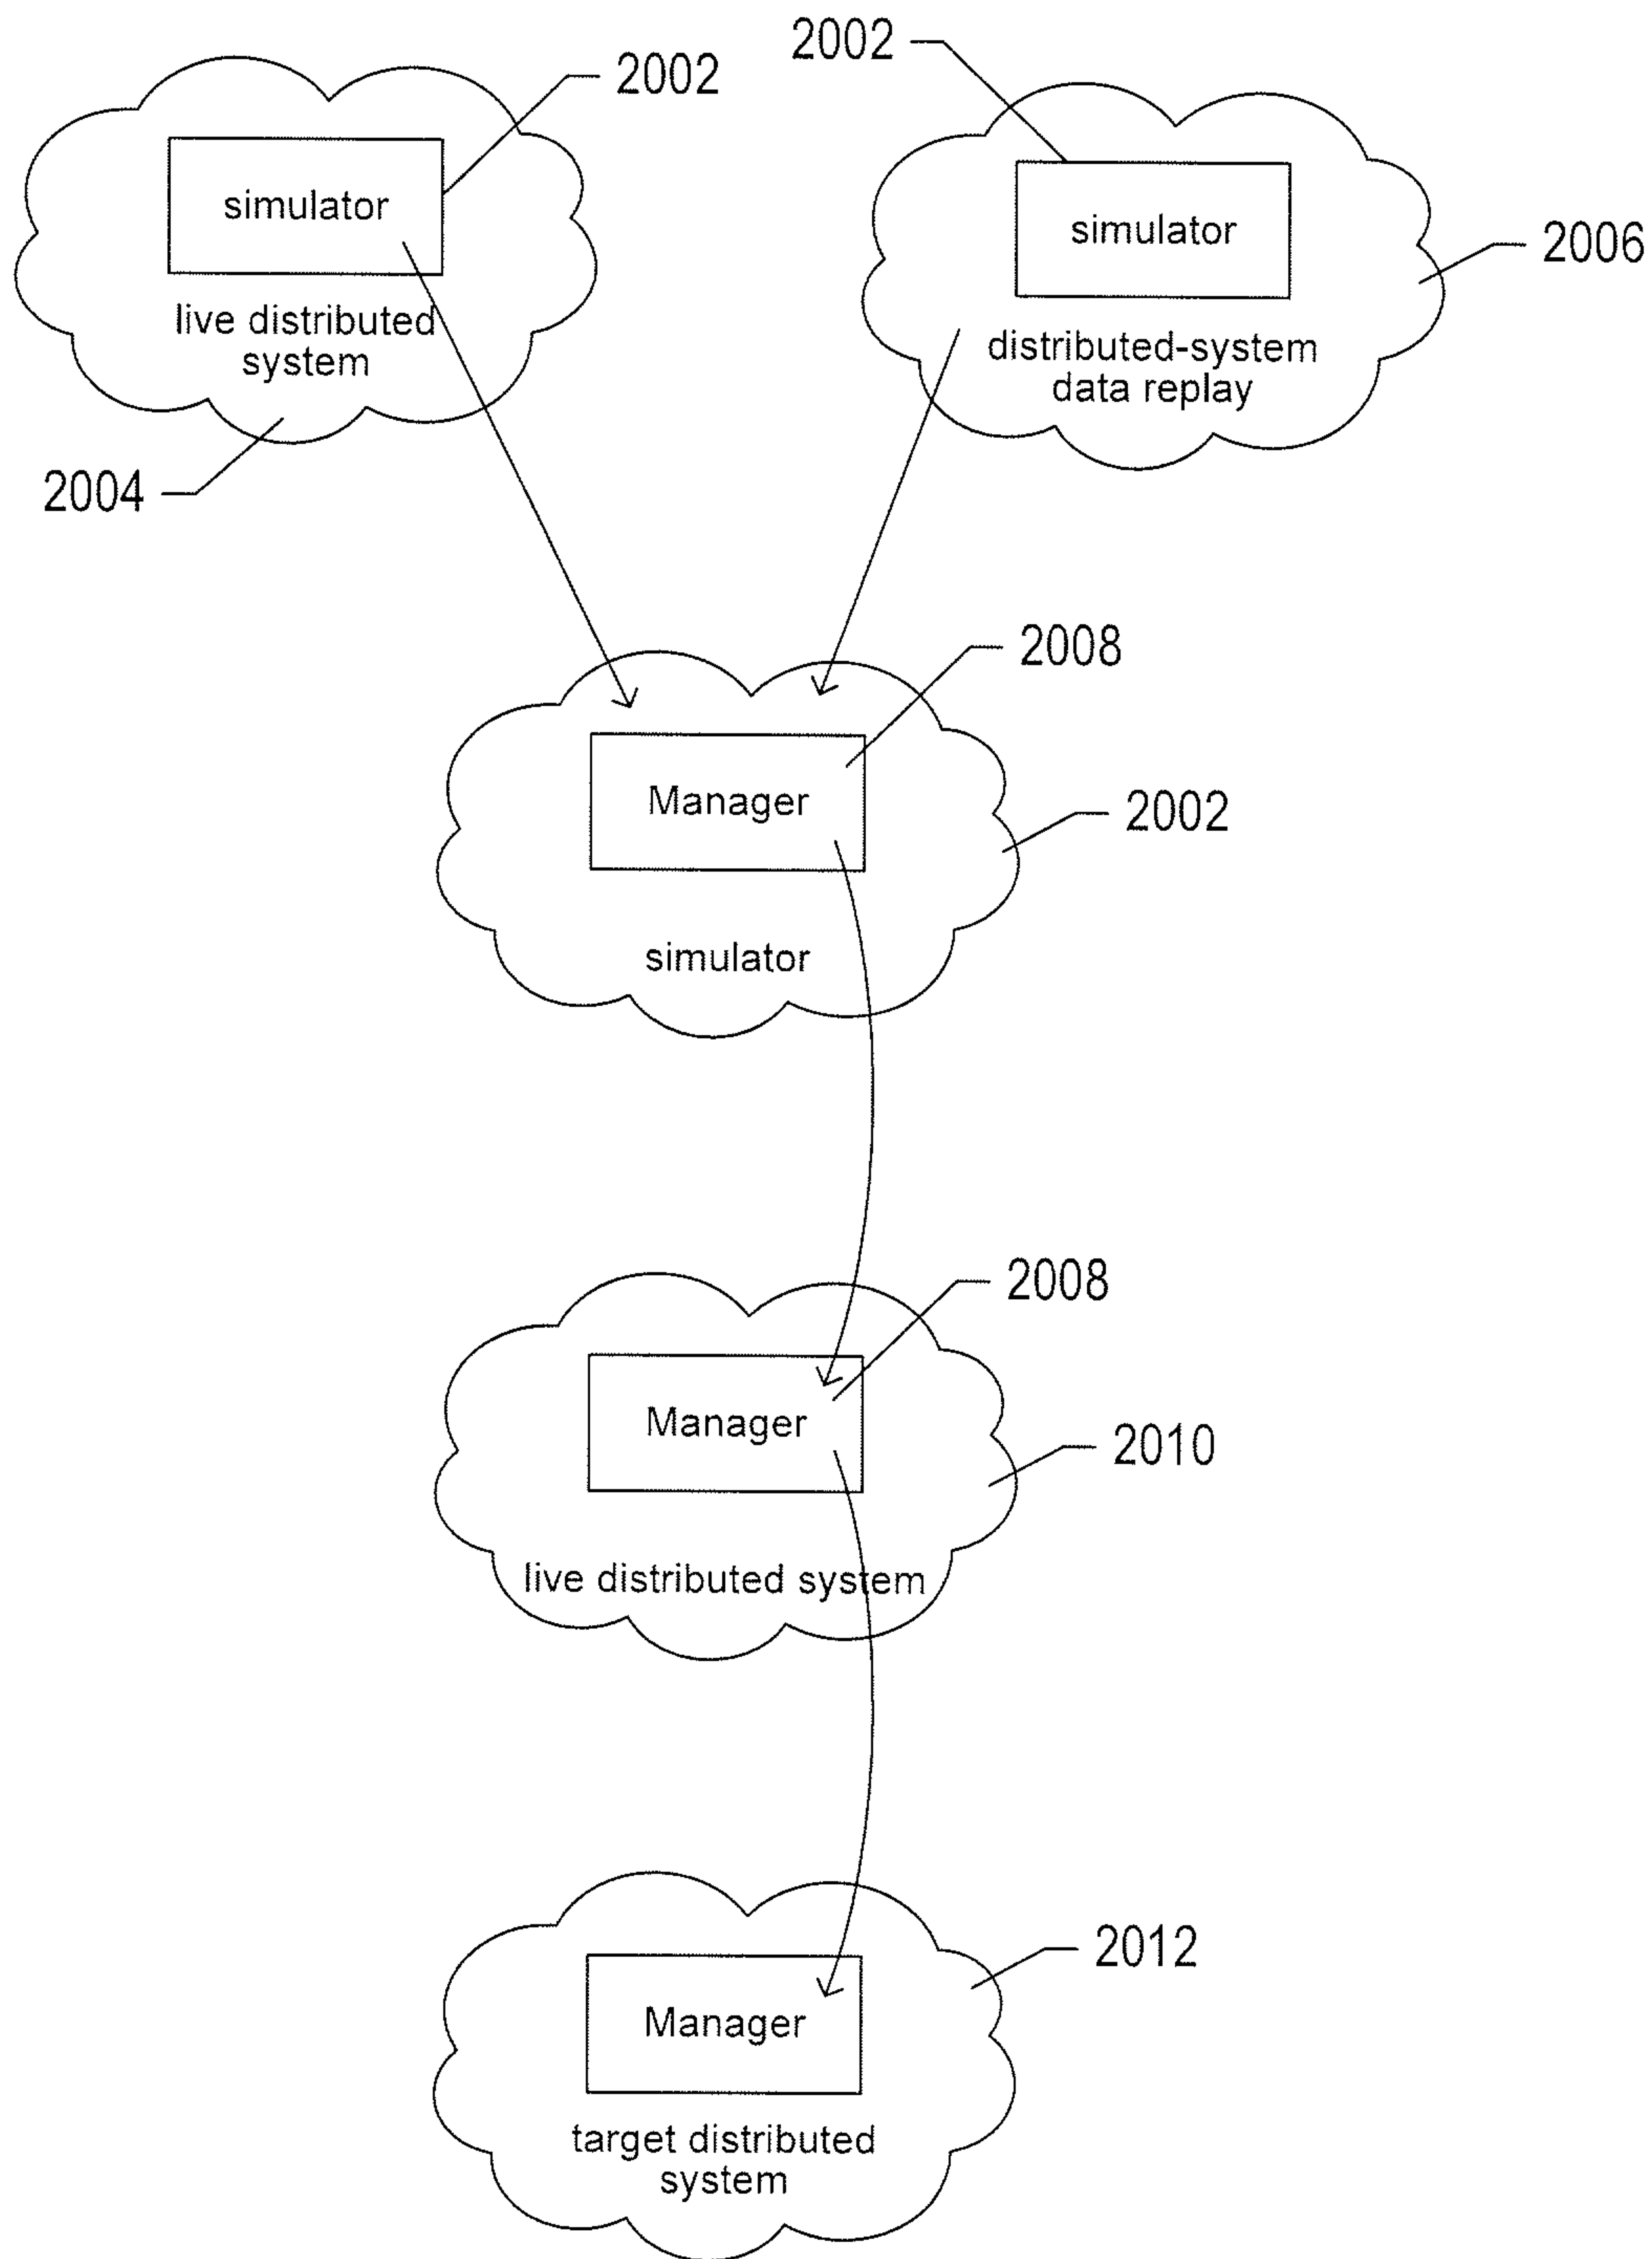 2002
2002
simulator
simulator
2006
live distributed
system
distributed-system
data replay
2004
2008
Manager
2002
simulator
2008
Manager
2010
live distributed system
2012
Manager
target distributed
system